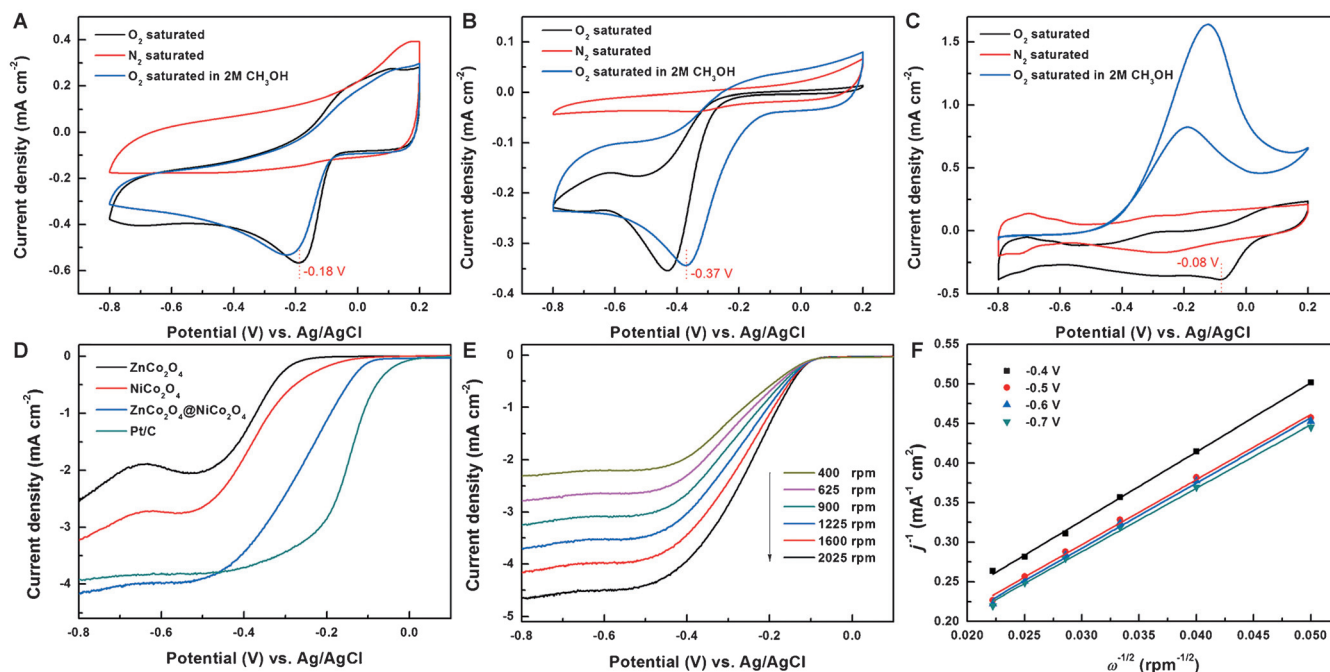 A
O₂ saturated
N₂ saturated
O₂ saturated in 2M CH₃OH
-0.18 V
0.4
0.2
0.0
-0.2
-0.4
-0.6
-0.8 -0.6 -0.4 -0.2 0.0 0.2
Current density (mA cm⁻²)
Potential (V) vs. Ag/AgCl
B
O₂ saturated
N₂ saturated
O₂ saturated in 2M CH₃OH
-0.37 V
0.1
0.0
-0.1
-0.2
-0.3
-0.4
-0.8 -0.6 -0.4 -0.2 0.0 0.2
Current density (mA cm⁻²)
Potential (V) vs. Ag/AgCl
C
O₂ saturated
N₂ saturated
O₂ saturated in 2M CH₃OH
-0.08 V
1.5
1.0
0.5
0.0
-0.5
-0.8 -0.6 -0.4 -0.2 0.0 0.2
Current density (mA cm⁻²)
Potential (V) vs. Ag/AgCl
D
ZnCo₂O₄
NiCo₂O₄
ZnCo₂O₄@NiCo₂O₄
Pt/C
0
-1
-2
-3
-4
-0.8 -0.6 -0.4 -0.2 0.0
Current density (mA cm⁻²)
Potential (V) vs. Ag/AgCl
E
400 rpm
625 rpm
900 rpm
1225 rpm
1600 rpm
2025 rpm
0
-1
-2
-3
-4
-5
-0.8 -0.6 -0.4 -0.2 0.0
Current density (mA cm⁻²)
Potential (V) vs. Ag/AgCl
F
-0.4 V
-0.5 V
-0.6 V
-0.7 V
0.55
0.50
0.45
0.40
0.35
0.30
0.25
0.20
0.020 0.025 0.030 0.035 0.040 0.045 0.050
j⁻¹ (mA⁻¹ cm²)
ω⁻¹/² (rpm⁻¹/²)